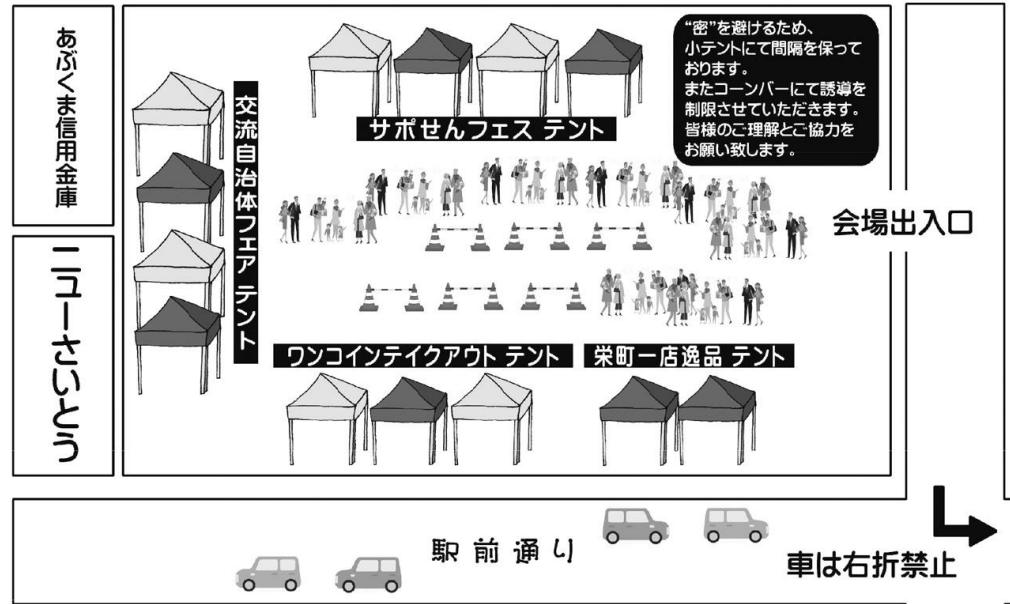 あぶくま信用金庫
ニューさいとう
交流自治体フェア テント
サポせんフェス テント
“密”を避けるため、
小テントにて間隔を保って
おります。
またコーンバーにて誘導を
制限させていただきます。
皆様のご理解とご協力を
お願い致します。
会場出入口
ワンコインテイクアウト テント
栄町一店逸品 テント
駅前通り
車は右折禁止